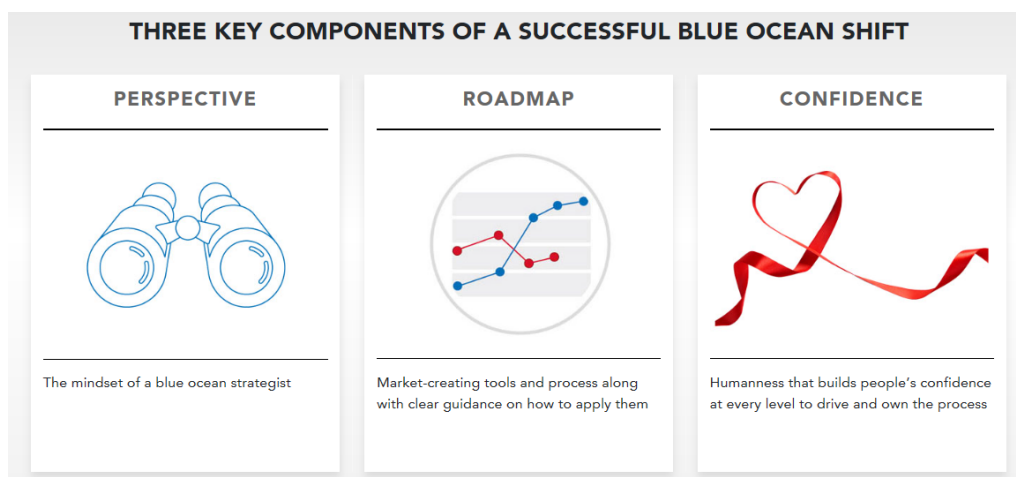 THREE KEY COMPONENTS OF A SUCCESSFUL BLUE OCEAN SHIFT
PERSPECTIVE
The mindset of a blue ocean strategist
ROADMAP
Market-creating tools and process along
with clear guidance on how to apply them
CONFIDENCE
Humanness that builds people’s confidence
at every level to drive and own the process